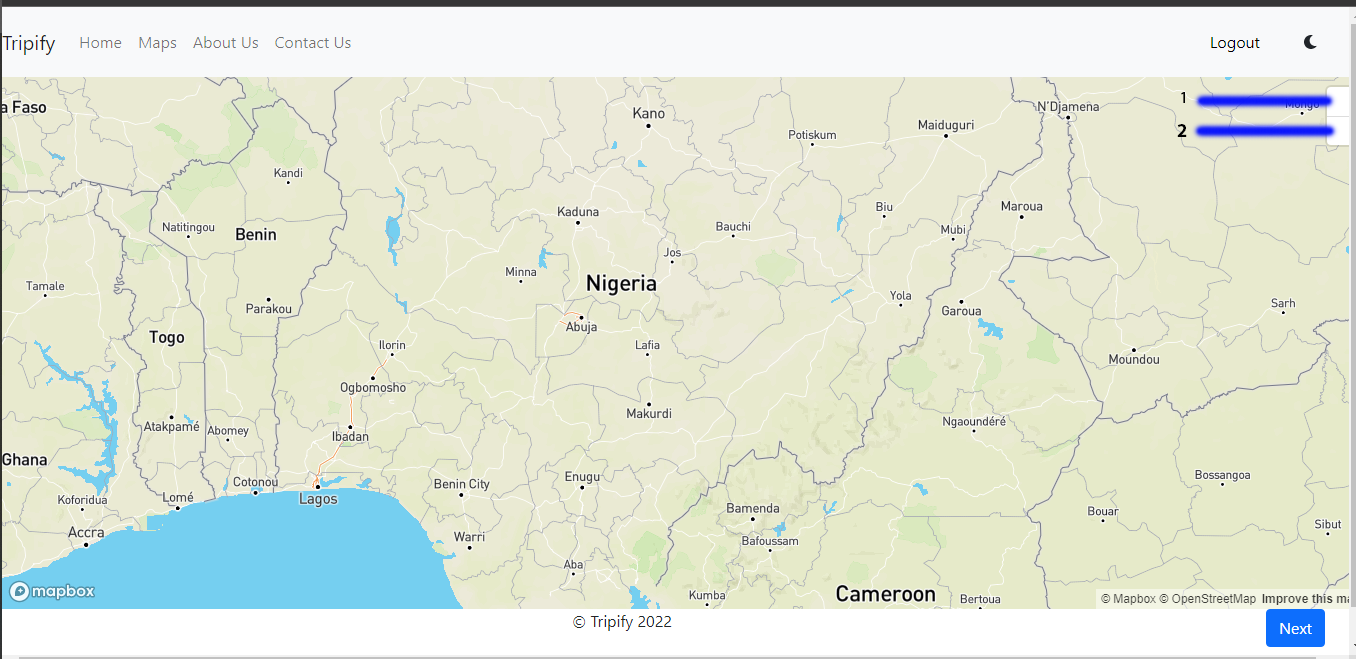 Tripify Home Maps About Us Contact Us Logout
a Faso
Kano
N'Djamena
1
2
Potiskum
Maiduguri
Kandi
Kaduna
Biu
Maroua
Natitingou
Benin
Bauchi
Mubi
Jos
Minna
Nigeria
Tamale
Parakou
Yola
Garoua
Sarh
Abuja
Togo
Ilorin
Lafia
Moundou
Ogbomosho
Makurdi
Atakpamé
Abomey
Ibadan
Ngaoundéré
Ghana
Cotonou
Enugu
Benin City
Bossangoa
Koforidua
Lomé
Lagos
Bamenda
Bouar
Accra
Warri
Bafoussam
Sibut
Aba
mapbox
Kumba
Cameroon
Bertoua
© Mapbox © OpenStreetMap Improve this ma
© Tripify 2022
Next